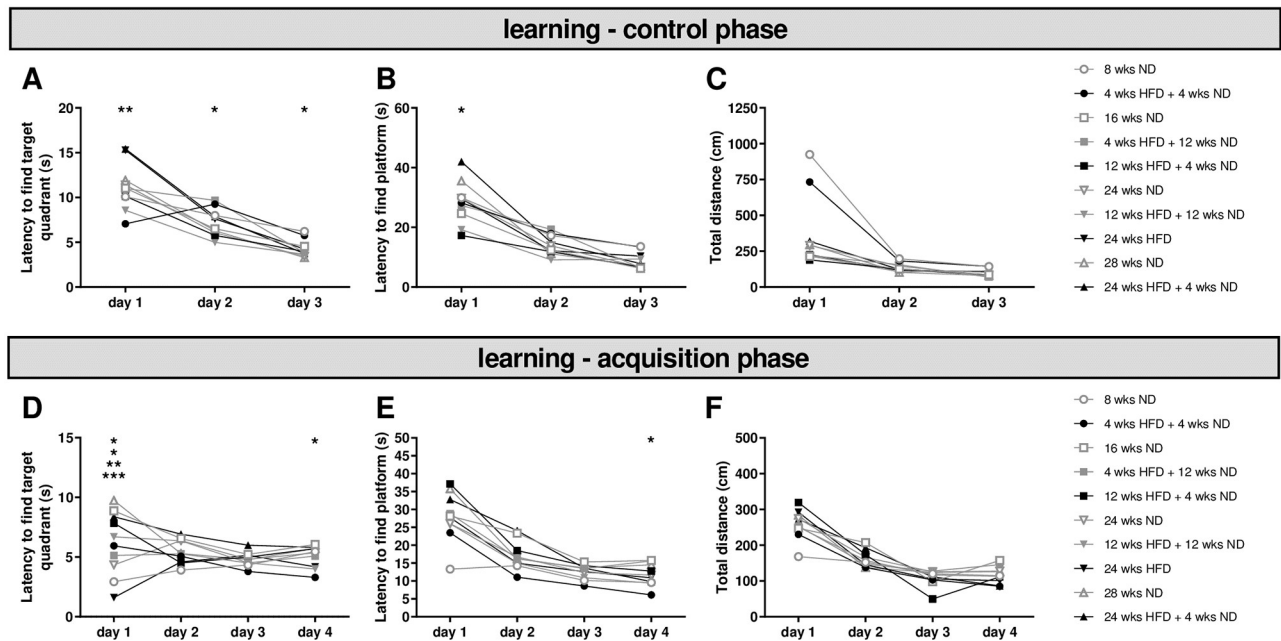 learning - control phase
A
Latency to find target
quadrant (s)
20
15
10
5
0
**
*
*
day 1
day 2
day 3
B
Latency to find platform (s)
60
40
20
0
*
day 1
day 2
day 3
C
Total distance (cm)
1250
1000
750
500
250
0
day 1
day 2
day 3
8 wks ND
4 wks HFD + 4 wks ND
16 wks ND
4 wks HFD + 12 wks ND
12 wks HFD + 4 wks ND
24 wks ND
12 wks HFD + 12 wks ND
24 wks HFD
28 wks ND
24 wks HFD + 4 wks ND
learning - acquisition phase
D
Latency to find target
quadrant (s)
15
10
5
0
*
*
**
***
*
day 1
day 2
day 3
day 4
E
Latency to find platform (s)
50
45
40
35
30
25
20
15
10
5
0
*
day 1
day 2
day 3
day 4
F
Total distance (cm)
500
400
300
200
100
0
day 1
day 2
day 3
day 4
8 wks ND
4 wks HFD + 4 wks ND
16 wks ND
4 wks HFD + 12 wks ND
12 wks HFD + 4 wks ND
24 wks ND
12 wks HFD + 12 wks ND
24 wks HFD
28 wks ND
24 wks HFD + 4 wks ND